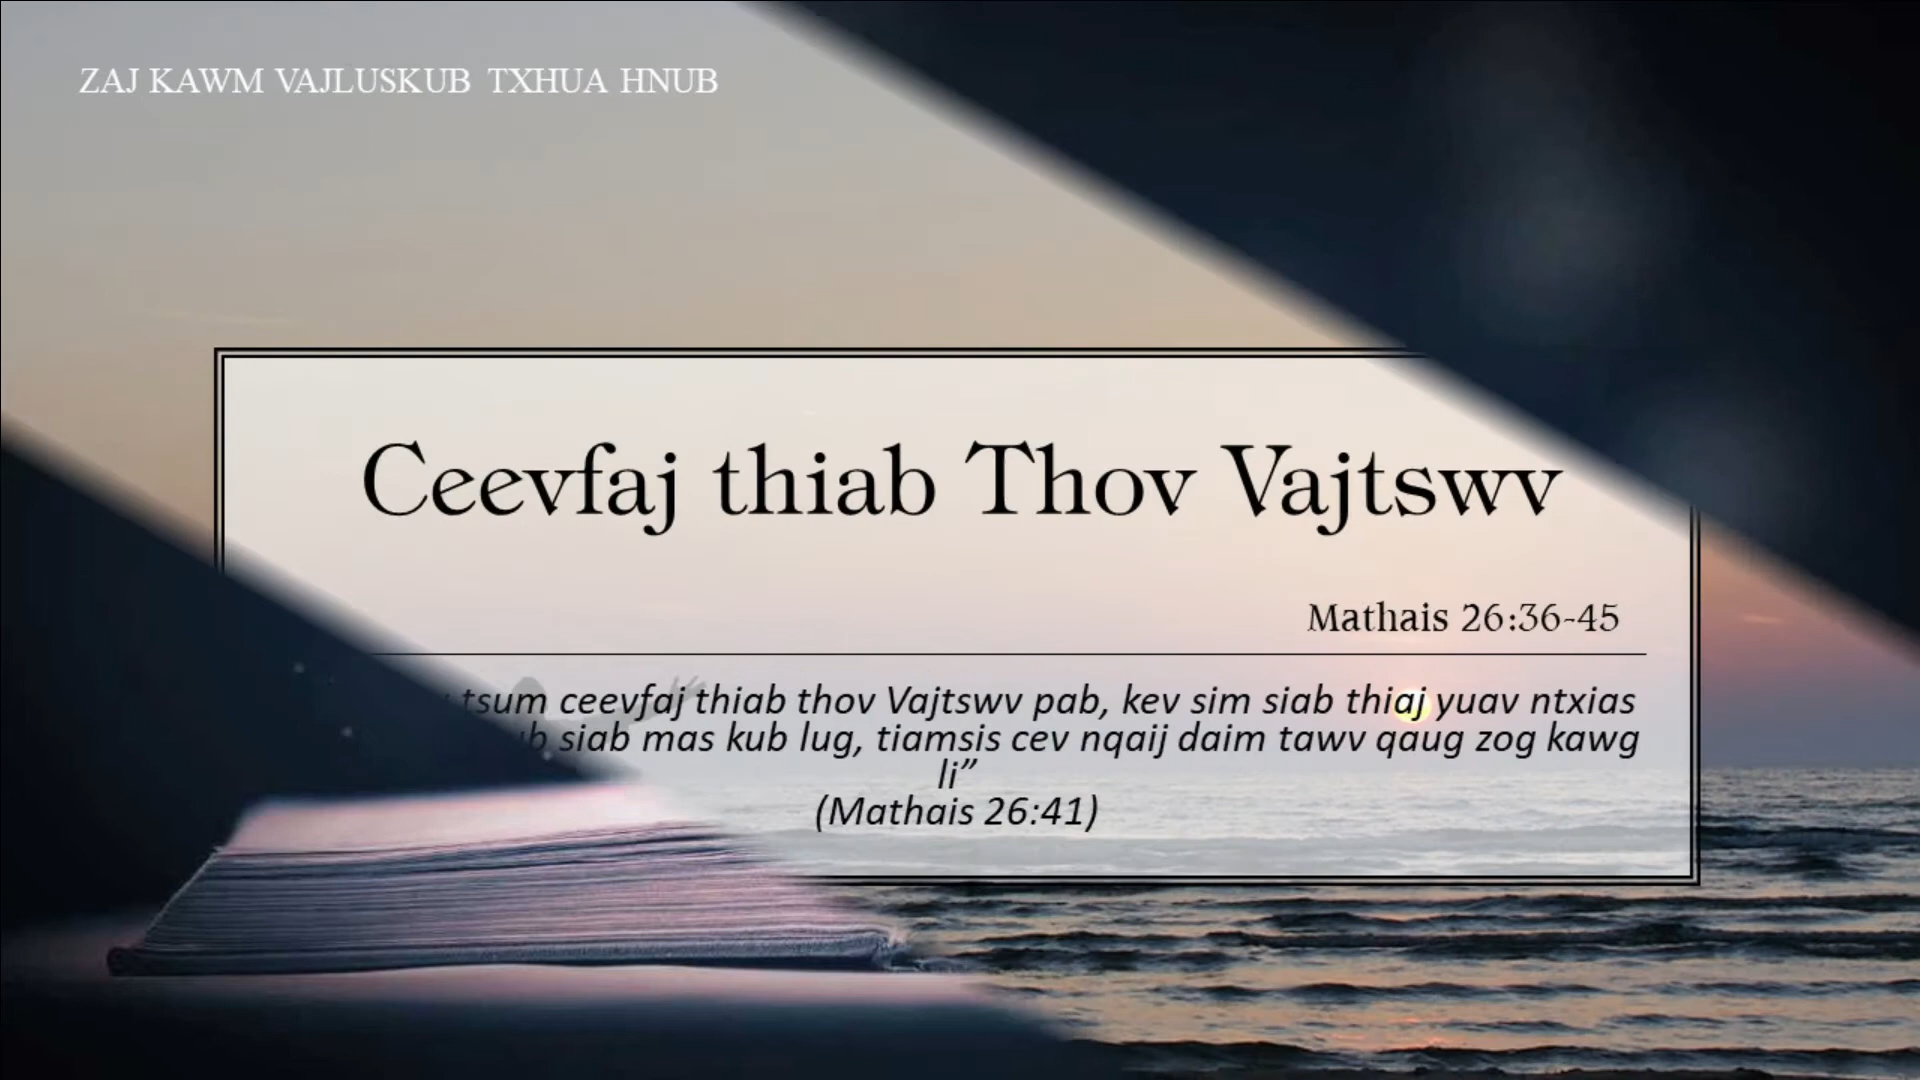 ZAJ KAWM VAJLUSKUB TXHUA HNUB
Ceevfaj thiab Thov Vajtswv
Mathais 26:36-45
tsum ceevfaj thiab thov Vajtswv pab, kev sim siab thiaj yuav ntxias
siab mas kub lug, tiamsis cev nqaij daim tawv qaug zog kawg
li”
(Mathais 26:41)